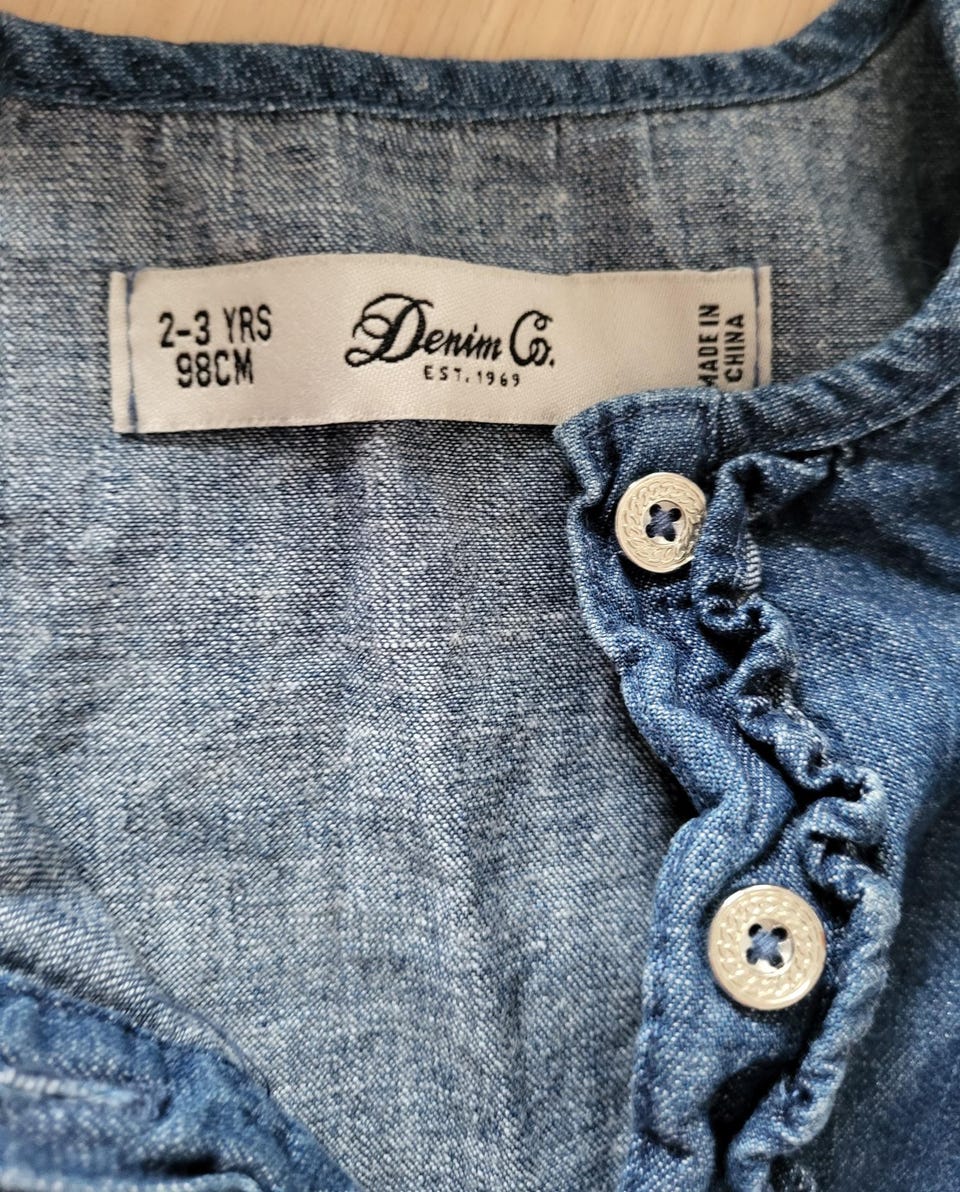 2-3 YRS
98CM
Denim Co.
EST. 1969
MADE IN
CHINA